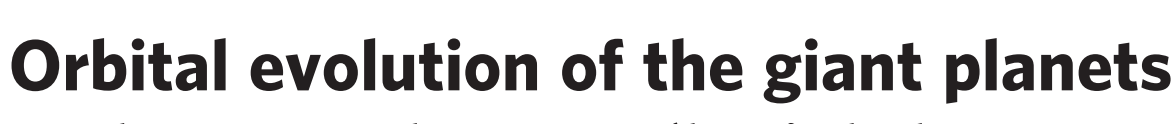 Orbital evolution of the giant planets